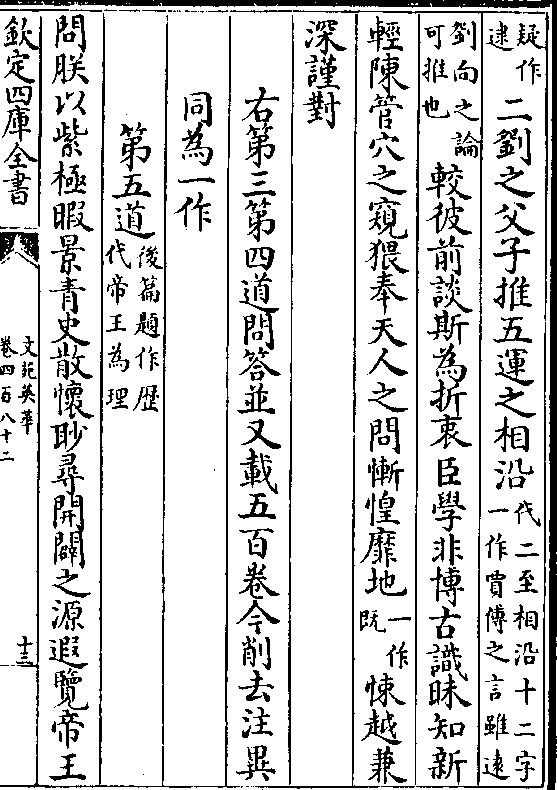 疑作逮二劉之父子推五運之相沿代二至相沿十二字一作賈傅之言雖遠
劉向之論可推也較彼前談斯為折衷臣學非博古識昧知新
輕陳管穴之窺猥奉天人之問慚惶靡地一作既悚越兼
深謹對
右第三第四道問答並又載五百卷今削去注異
同為一作
第五道後篇題作歷代帝王為理
問朕以紫極暇景青史散懷眇尋開闢之源遐覽帝王
欽定四庫全書
文苑英華
卷四百八十二
十三